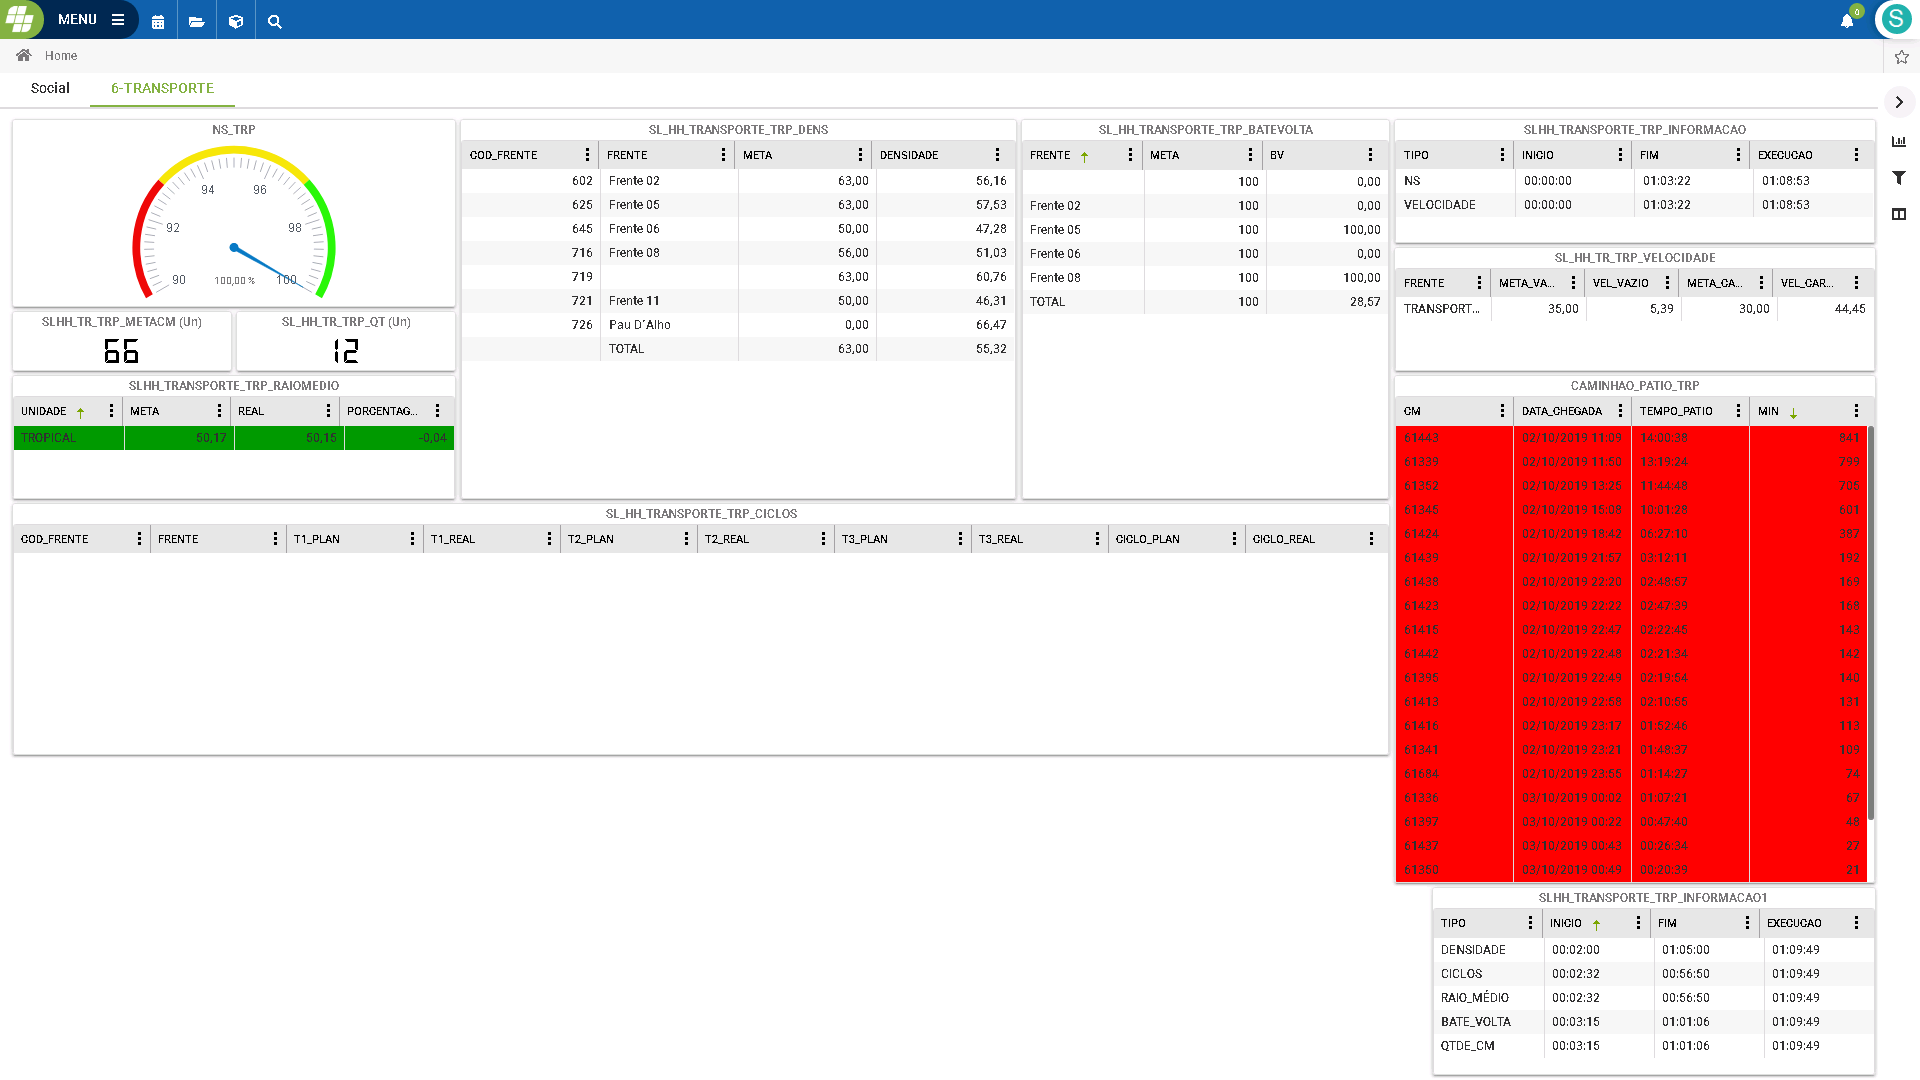 MENU
0
S
Home
Social 6-TRANSPORTE
NS_TRP
90 92 94 96 98 100
100,00 %
SLHH_TR_TRP_METACM (Un)
66
SL_HH_TR_TRP_QT (Un)
12
SLHH_TRANSPORTE_TRP_RAIOMEDIO
UNIDADE META REAL PORCENTAG...
TROPICAL 50,17 50,15 -0,04
SL_HH_TRANSPORTE_TRP_DENS
COD_FRENTE FRENTE META DENSIDADE
602 Frente 02 63,00 56,16
625 Frente 05 63,00 57,53
645 Frente 06 50,00 47,28
716 Frente 08 56,00 51,03
719 63,00 60,76
721 Frente 11 50,00 46,31
726 Pau D´Alho 0,00 66,47
TOTAL 63,00 55,32
SL_HH_TRANSPORTE_TRP_BATEVOLTA
FRENTE META BV
100 0,00
Frente 02 100 0,00
Frente 05 100 100,00
Frente 06 100 0,00
Frente 08 100 100,00
TOTAL 100 28,57
SLHH_TRANSPORTE_TRP_INFORMACAO
TIPO INICIO FIM EXECUCAO
NS 00:00:00 01:03:22 01:08:53
VELOCIDADE 00:00:00 01:03:22 01:08:53
SL_HH_TR_TRP_VELOCIDADE
FRENTE META_VA... VEL_VAZIO META_CA... VEL_CAR...
TRANSPORT... 35,00 5,39 30,00 44,45
SL_HH_TRANSPORTE_TRP_CICLOS
COD_FRENTE FRENTE T1_PLAN T1_REAL T2_PLAN T2_REAL T3_PLAN T3_REAL CICLO_PLAN CICLO_REAL
CAMINHAO_PATIO_TRP
CM DATA_CHEGADA TEMPO_PATIO MIN
61443 02/10/2019 11:09 14:00:38 841
61339 02/10/2019 11:50 13:19:24 799
61352 02/10/2019 13:25 11:44:48 705
61345 02/10/2019 15:08 10:01:28 601
61424 02/10/2019 18:42 06:27:10 387
61439 02/10/2019 21:57 03:12:11 192
61438 02/10/2019 22:20 02:48:57 169
61423 02/10/2019 22:22 02:47:39 168
61415 02/10/2019 22:47 02:22:45 143
61442 02/10/2019 22:48 02:21:34 142
61395 02/10/2019 22:49 02:19:54 140
61413 02/10/2019 22:58 02:10:55 131
61416 02/10/2019 23:17 01:52:46 113
61341 02/10/2019 23:21 01:48:37 109
61684 02/10/2019 23:55 01:14:27 74
61336 03/10/2019 00:02 01:07:21 67
61397 03/10/2019 00:22 00:47:40 48
61437 03/10/2019 00:43 00:26:34 27
61350 03/10/2019 00:49 00:20:39 21
SLHH_TRANSPORTE_TRP_INFORMACAO1
TIPO INICIO FIM EXECUCAO
DENSIDADE 00:02:00 01:05:00 01:09:49
CICLOS 00:02:32 00:56:50 01:09:49
RAIO_MÉDIO 00:02:32 00:56:50 01:09:49
BATE_VOLTA 00:03:15 01:01:06 01:09:49
QTDE_CM 00:03:15 01:01:06 01:09:49